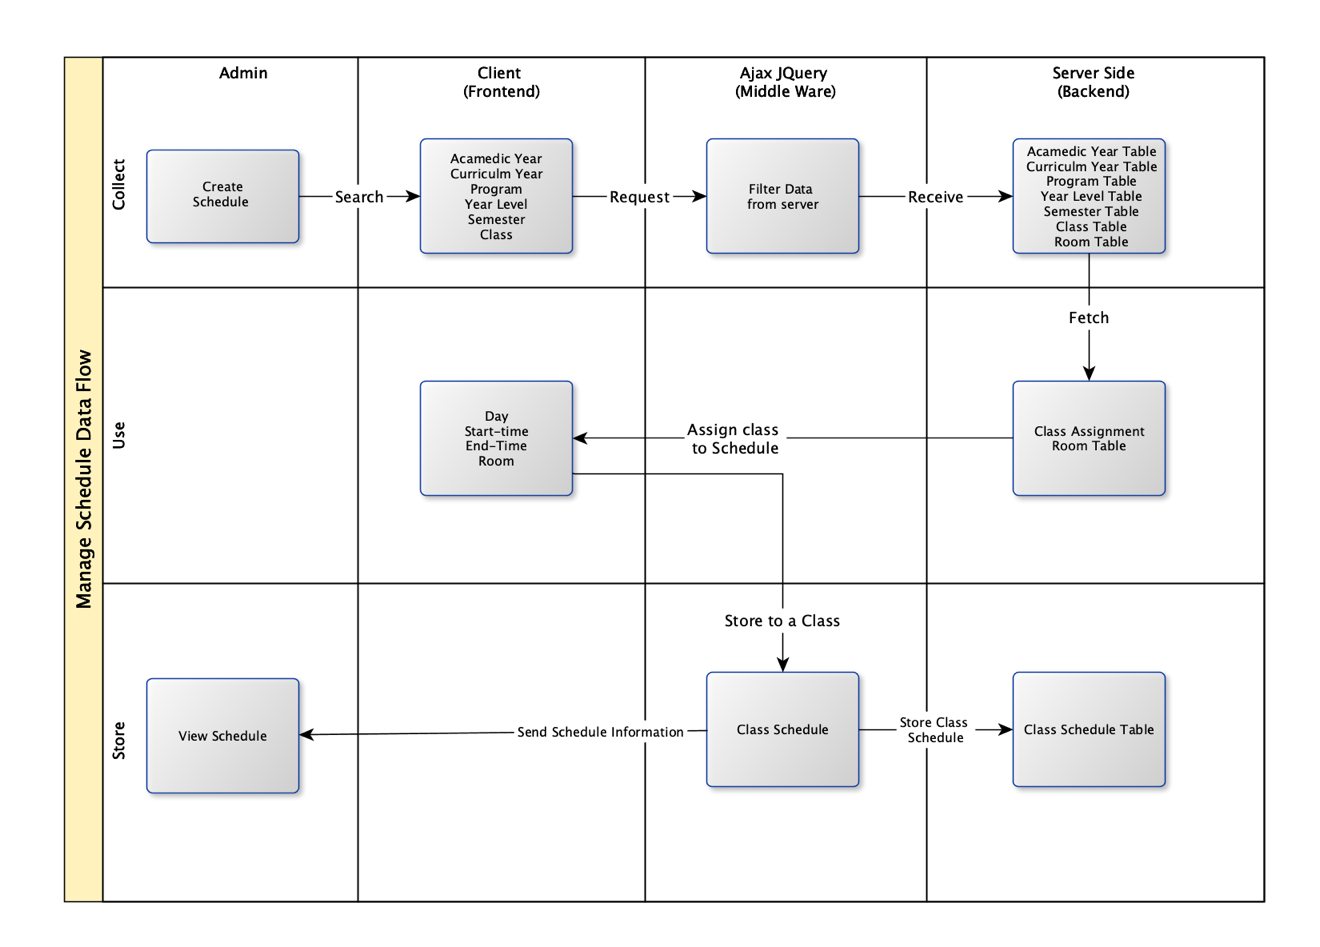 Manage Schedule Data Flow
Admin
Client
(Frontend)
Ajax JQuery
(Middle Ware)
Server Side
(Backend)
Collect
Create
Schedule
Search
Acamedic Year
Curriculm Year
Program
Year Level
Semester
Class
Request
Filter Data
from server
Receive
Acamedic Year Table
Curriculm Year Table
Program Table
Year Level Table
Semester Table
Class Table
Room Table
Fetch
Use
Day
Start-time
End-Time
Room
Assign class
to Schedule
Class Assignment
Room Table
Store to a Class
Store
View Schedule
Send Schedule Information
Class Schedule
Store Class
Schedule
Class Schedule Table